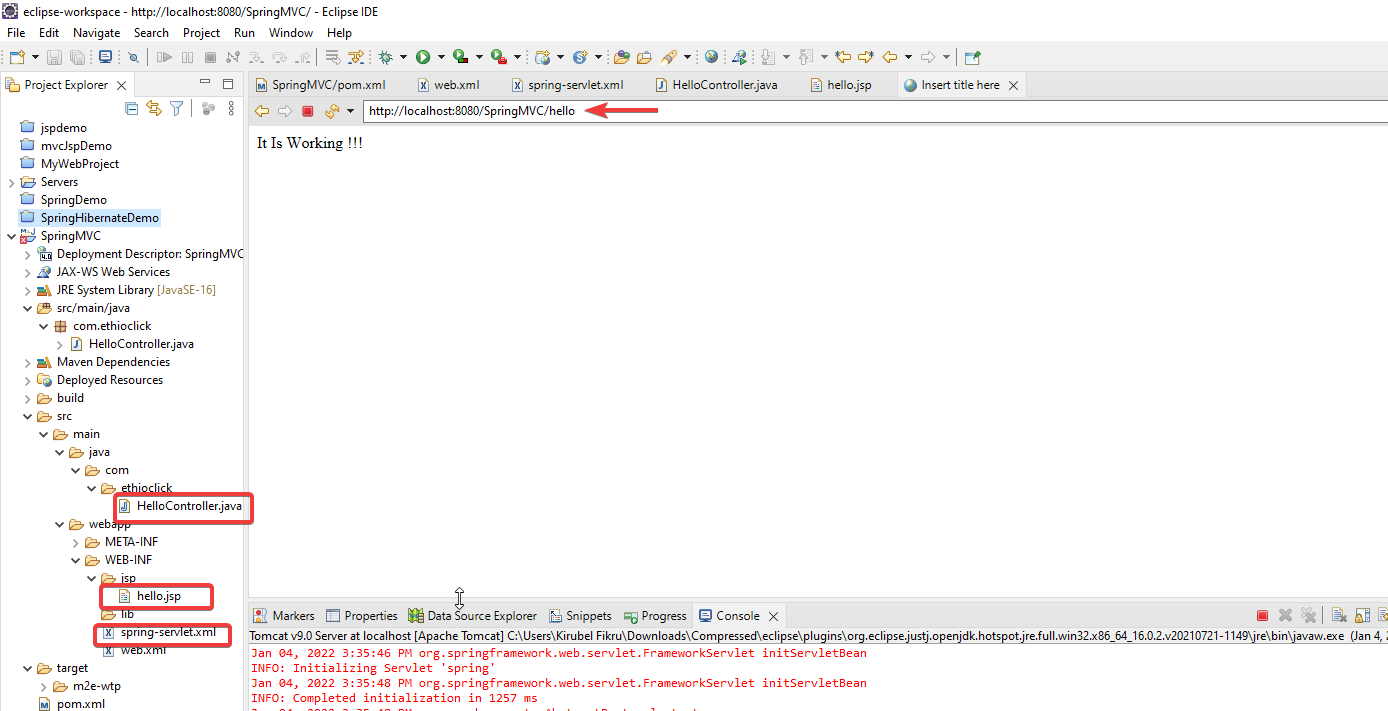 eclipse-workspace - http://localhost:8080/SpringMVC/ - Eclipse IDE
File Edit Navigate Search Project Run Window Help
Project Explorer
SpringMVC/pom.xml web.xml spring-servlet.xml HelloController.java hello.jsp Insert title here
http://localhost:8080/SpringMVC/hello
It Is Working !!!
jspdemo
mvcJspDemo
MyWebProject
Servers
SpringDemo
SpringHibernateDemo
SpringMVC
Deployment Descriptor: SpringMVC
JAX-WS Web Services
JRE System Library [JavaSE-16]
src/main/java
com.ethioclick
HelloController.java
Maven Dependencies
Deployed Resources
build
src
main
java
com
ethioclick
HelloController.java
webapp
META-INF
WEB-INF
jsp
hello.jsp
lib
spring-servlet.xml
web.xml
target
m2e-wtp
pom.xml
Markers Properties Data Source Explorer Snippets Progress Console
Tomcat v9.0 Server at localhost [Apache Tomcat] C:\Users\Kirubel Fikru\Downloads\Compressed\eclipse\plugins\org.eclipse.justj.openjdk.hotspot.jre.full.win32.x86_64_16.0.2.v20210721-1149\jre\bin\javaw.exe (Jan 4,
Jan 04, 2022 3:35:46 PM org.springframework.web.servlet.FrameworkServlet initServletBean
INFO: Initializing Servlet 'spring'
Jan 04, 2022 3:35:48 PM org.springframework.web.servlet.FrameworkServlet initServletBean
INFO: Completed initialization in 1257 ms